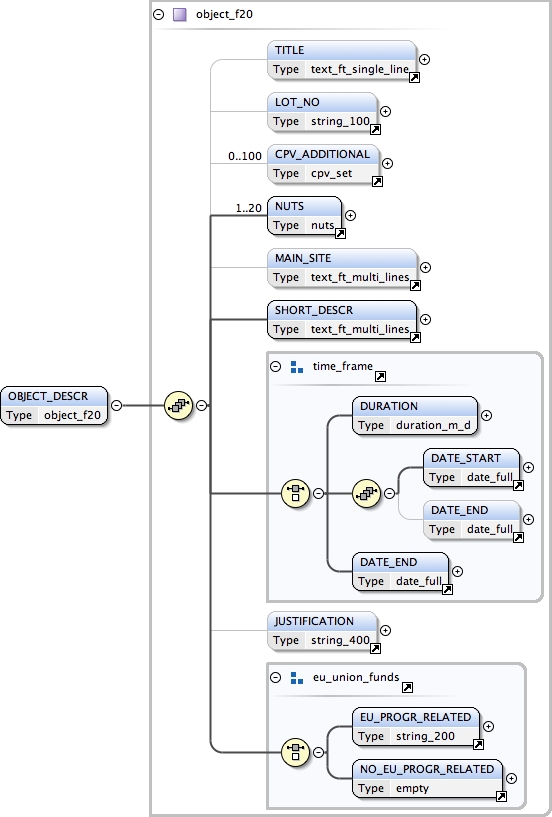 object_f20
TITLE
Type text_ft_single_line
LOT_NO
Type string_100
0..100
CPV_ADDITIONAL
Type cpv_set
1..20
NUTS
Type nuts
MAIN_SITE
Type text_ft_multi_lines
SHORT_DESCR
Type text_ft_multi_lines
time_frame
OBJECT_DESCR
Type object_f20
DURATION
Type duration_m_d
DATE_START
Type date_full
DATE_END
Type date_full
DATE_END
Type date_full
JUSTIFICATION
Type string_400
eu_union_funds
EU_PROGR_RELATED
Type string_200
NO_EU_PROGR_RELATED
Type empty